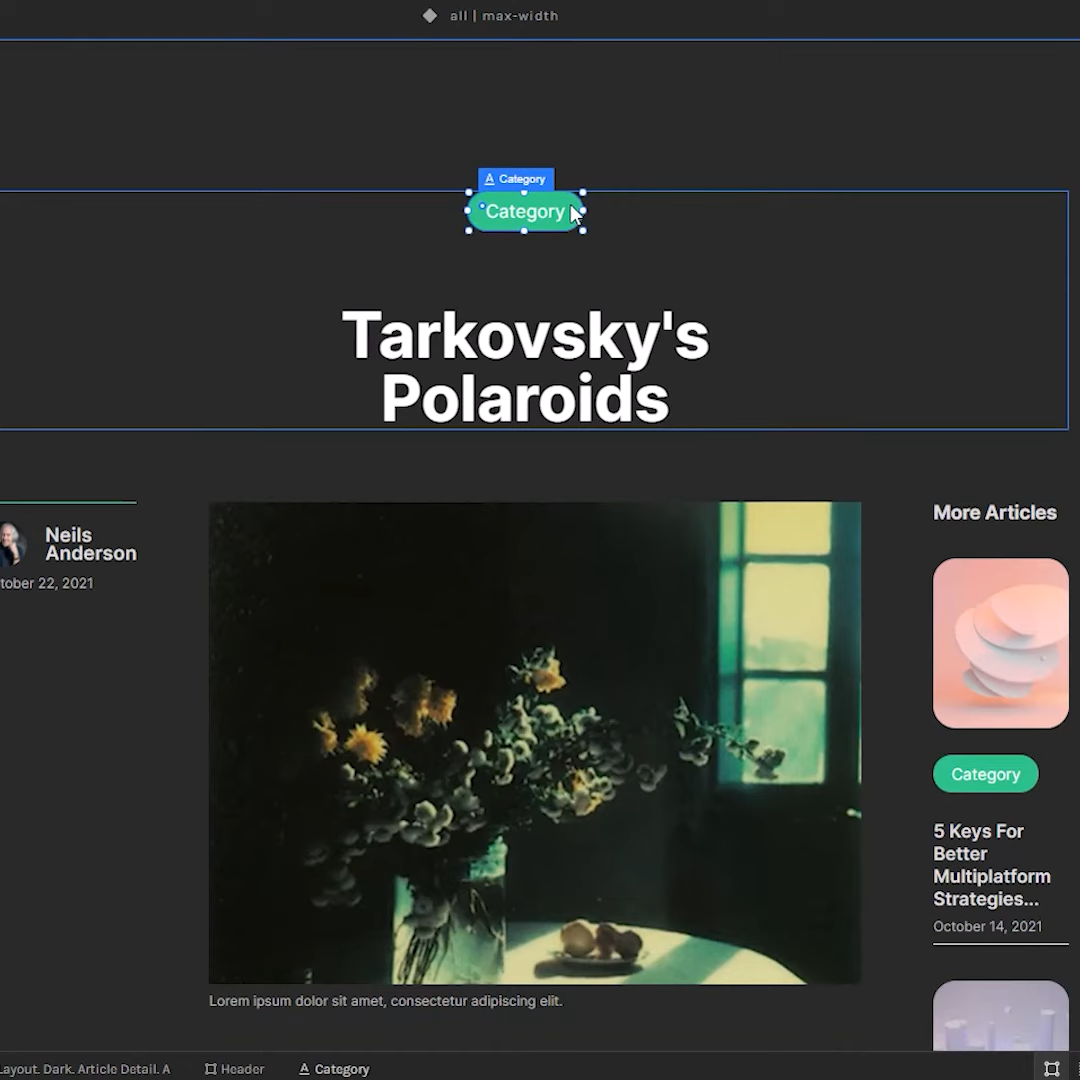 all | max-width
Category
Category
Tarkovsky's
Polaroids
Neils
Anderson
tober 22, 2021
More Articles
Category
5 Keys For
Better
Multiplatform
Strategies...
October 14, 2021
Lorem ipsum dolor sit amet, consectetur adipiscing elit.
Layout. Dark. Article Detail. A
Header
Category